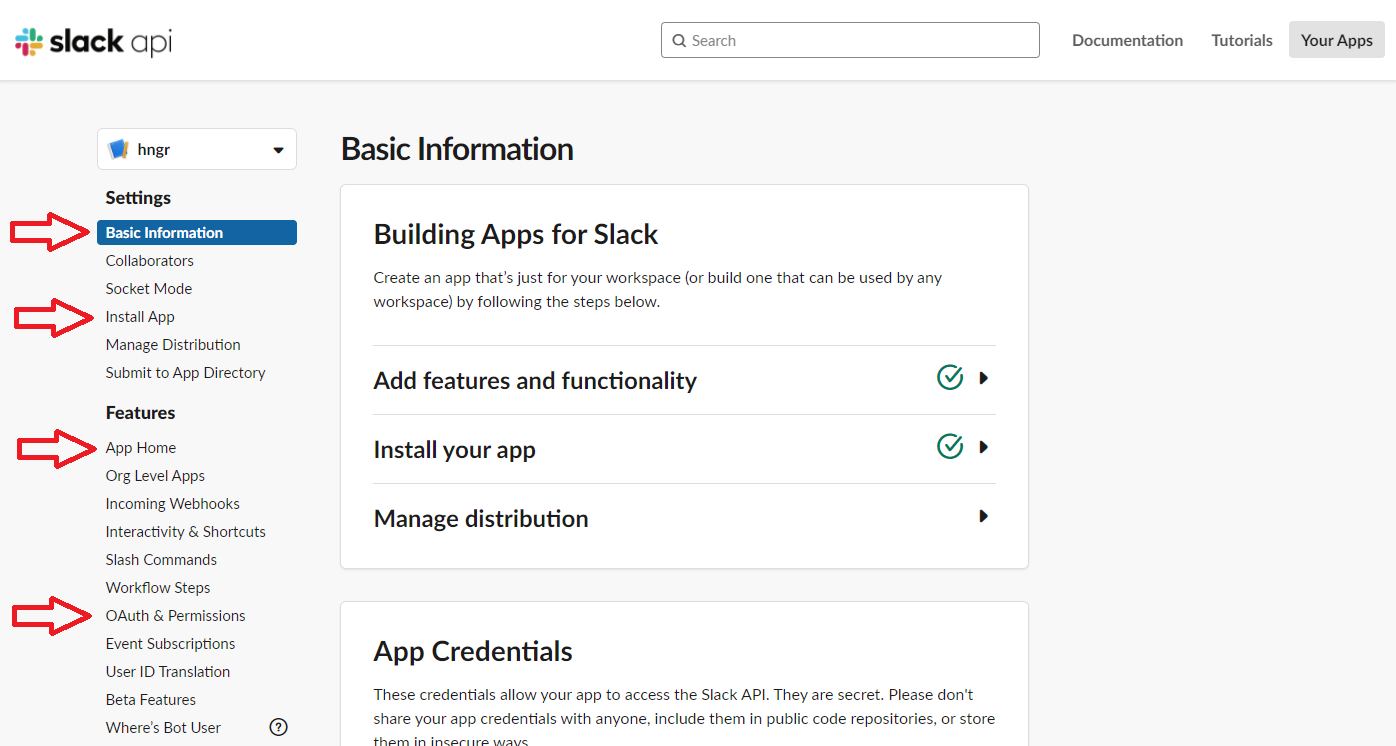 slack api
Search
Documentation
Tutorials
Your Apps
hngr
Settings
Basic Information
Collaborators
Socket Mode
Install App
Manage Distribution
Submit to App Directory
Features
App Home
Org Level Apps
Incoming Webhooks
Interactivity & Shortcuts
Slash Commands
Workflow Steps
OAuth & Permissions
Event Subscriptions
User ID Translation
Beta Features
Where's Bot User ?
Basic Information
Building Apps for Slack
Create an app that's just for your workspace (or build one that can be used by any
workspace) by following the steps below.
Add features and functionality
Install your app
Manage distribution
App Credentials
These credentials allow your app to access the Slack API. They are secret. Please don't
share your app credentials with anyone, include them in public code repositories, or store
them in insecure ways.